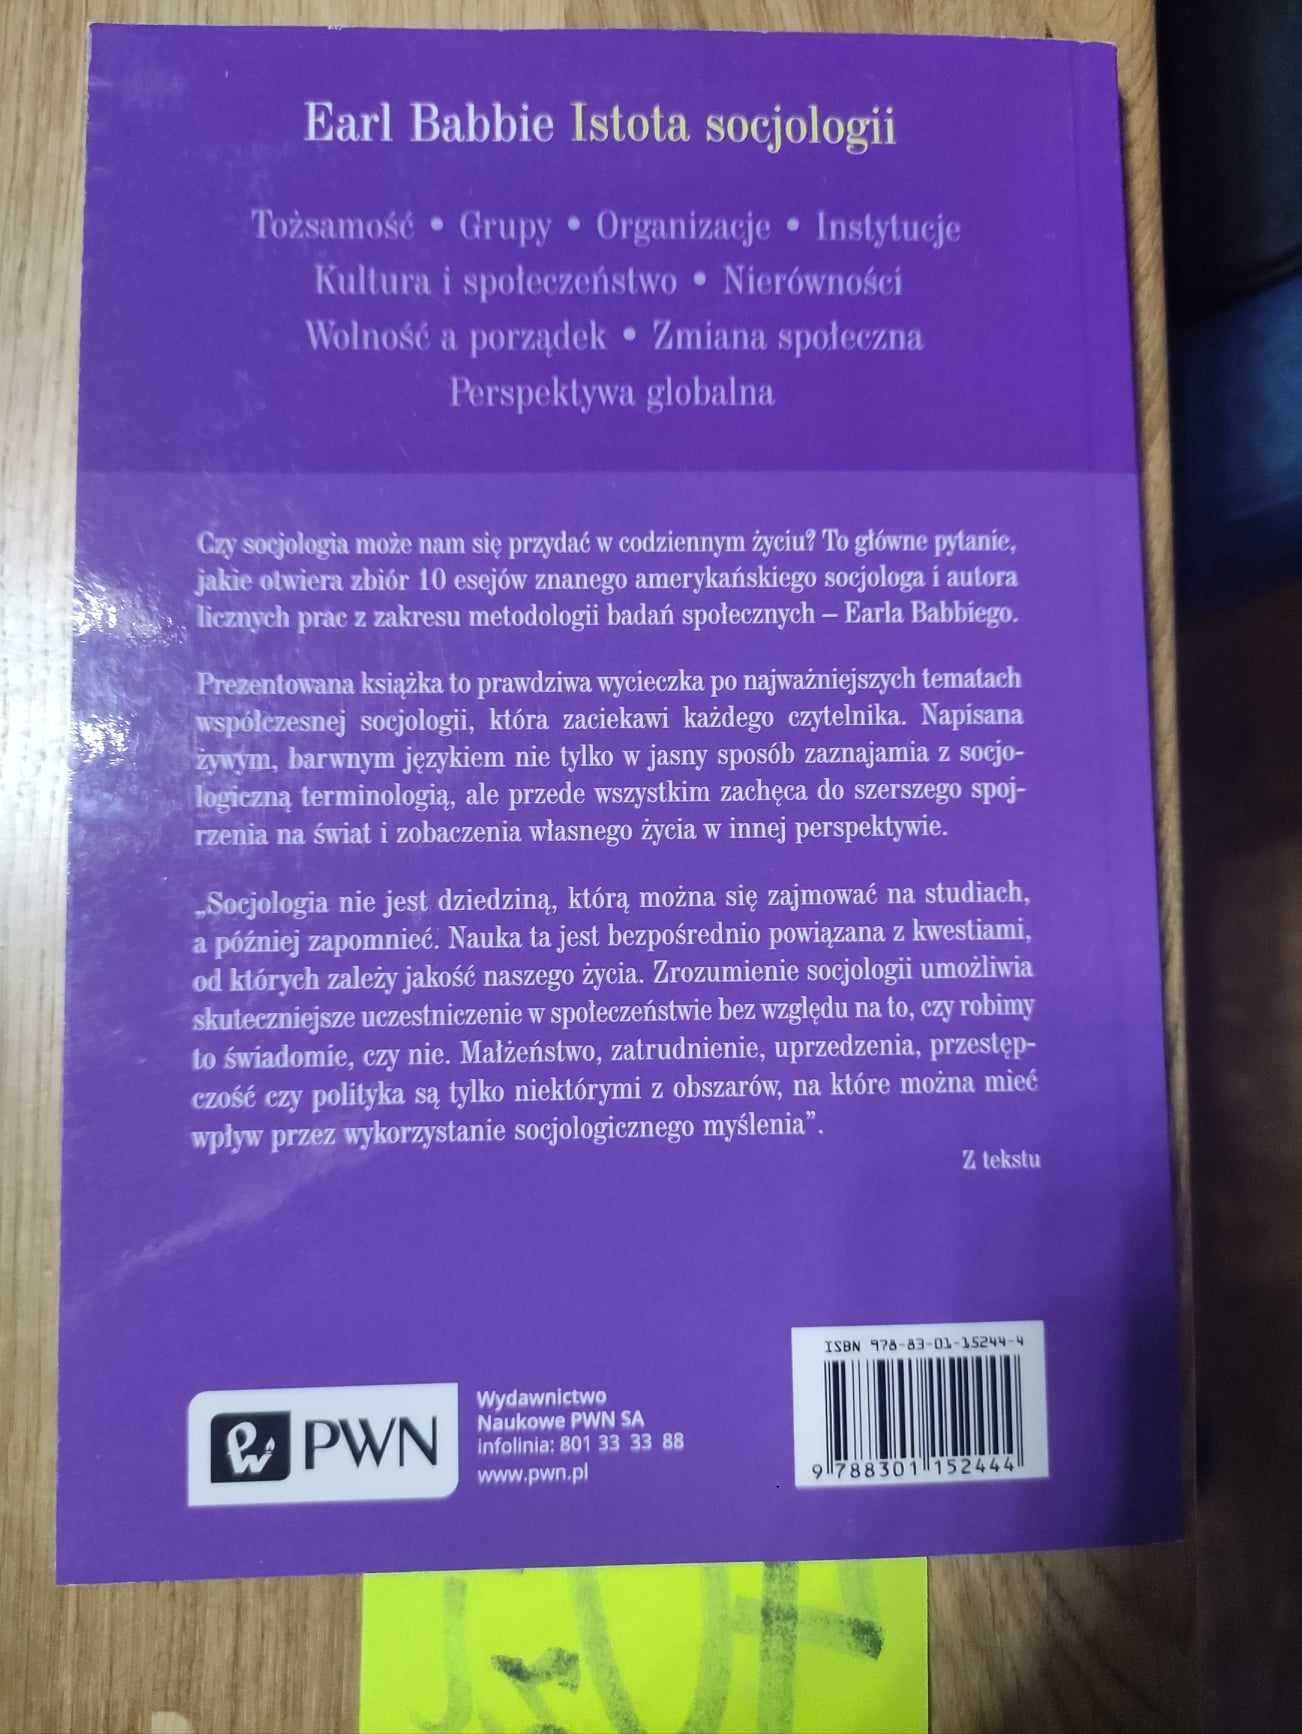 Earl Babbie Istota socjologii
Tożsamość • Grupy • Organizacje • Instytucje
Kultura i społeczeństwo • Nierówności
Wolność a porządek • Zmiana społeczna
Perspektywa globalna
Czy socjologia może nam się przydać w codziennym życiu? To główne pytanie,
jakie otwiera zbiór 10 esejów znanego amerykańskiego socjologa i autora
licznych prac z zakresu metodologii badań społecznych – Earla Babbiego.
Prezentowana książka to prawdziwa wycieczka po najważniejszych tematach
współczesnej socjologii, która zaciekawi każdego czytelnika. Napisana
żywym, barwnym językiem nie tylko w jasny sposób zaznajamia z socjo-
logiczną terminologią, ale przede wszystkim zachęca do szerszego spoj-
rzenia na świat i zobaczenia własnego życia w innej perspektywie.
„Socjologia nie jest dziedziną, którą można się zajmować na studiach,
a później zapomnieć. Nauka ta jest bezpośrednio powiązana z kwestiami,
od których zależy jakość naszego życia. Zrozumienie socjologii umożliwia
skuteczniejsze uczestniczenie w społeczeństwie bez względu na to, czy robimy
to świadomie, czy nie. Małżeństwo, zatrudnienie, uprzedzenia, przestęp-
czość czy polityka są tylko niektórymi z obszarów, na które można mieć
wpływ przez wykorzystanie socjologicznego myślenia”.
Z tekstu
PWN
Wydawnictwo
Naukowe PWN SA
infolinia: 801 33 33 88
www.pwn.pl
ISBN 978-83-01-15244-4
9 788301 152444